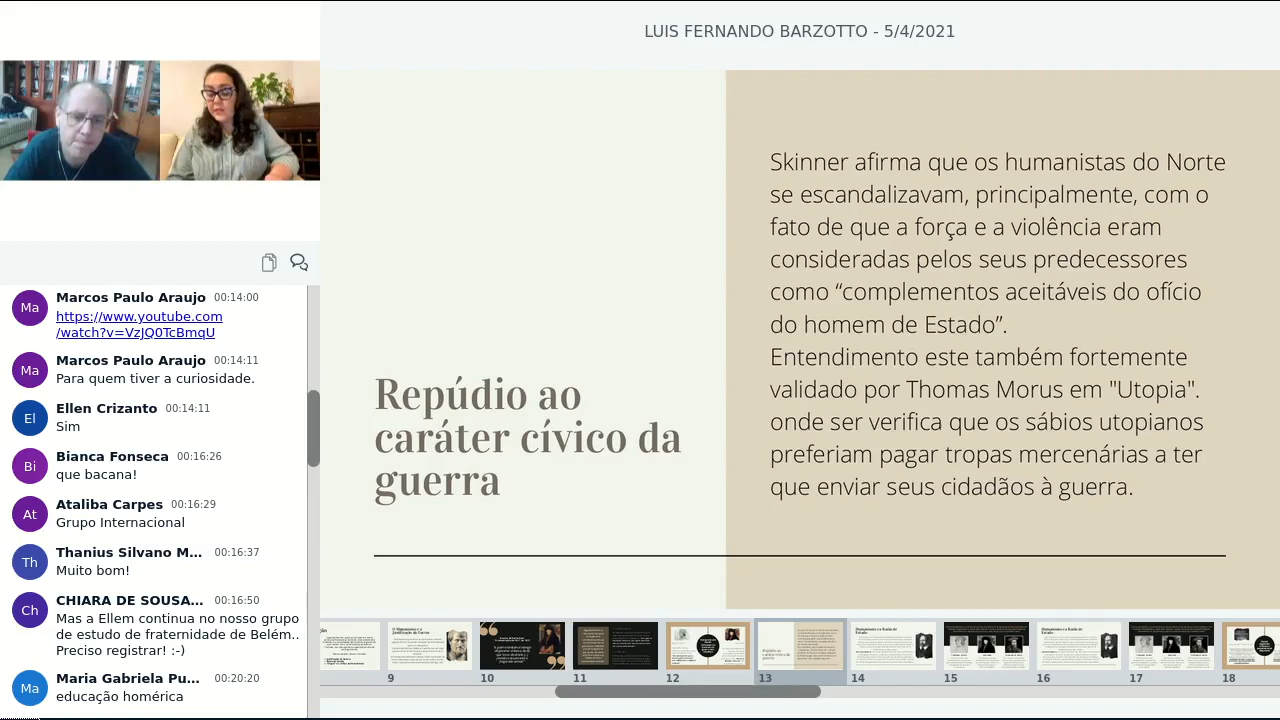 LUIS FERNANDO BARZOTTO - 5/4/2021
Ma
Marcos Paulo Araujo 00:14:00
https://www.youtube.com
/watch?v=VzJQ0TcBmqU
Ma
Marcos Paulo Araujo 00:14:11
Para quem tiver a curiosidade.
El
Ellen Crizanto 00:14:11
Sim
Bi
Bianca Fonseca 00:16:26
que bacana!
At
Ataliba Carpes 00:16:29
Grupo Internacional
Th
Thanius Silvano M... 00:16:37
Muito bom!
Ch
CHIARA DE SOUSA... 00:16:50
Mas a Ellem continua no nosso grupo
de estudo de fraternidade de Belém..
Preciso registrar! :-)
Ma
Maria Gabriela Pu... 00:20:20
educação homérica
Repúdio ao
caráter cívico da
guerra
Skinner afirma que os humanistas do Norte
se escandalizavam, principalmente, com o
fato de que a força e a violência eram
consideradas pelos seus predecessores
como “complementos aceitáveis do ofício
do homem de Estado”.
Entendimento este também fortemente
validado por Thomas Morus em "Utopia".
onde ser verifica que os sábios utopianos
preferiam pagar tropas mercenárias a ter
que enviar seus cidadãos à guerra.
9 10 11 12 13 14 15 16 17 18